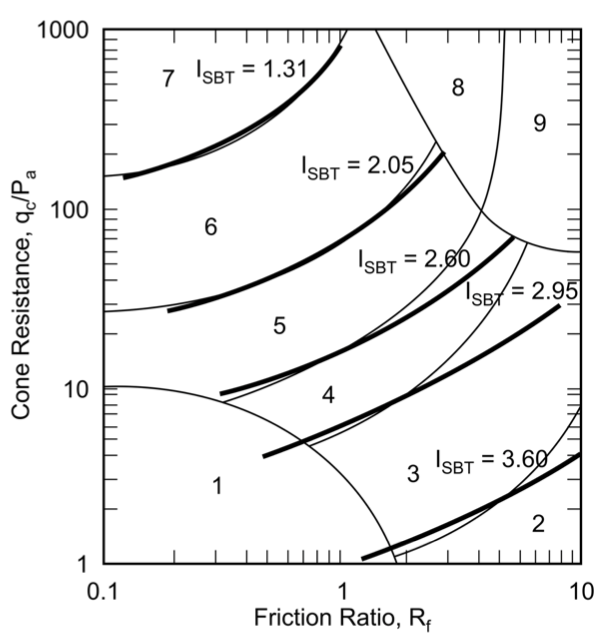 1000
7 I_SBT = 1.31
8
9
I_SBT = 2.05
100
6
I_SBT = 2.60
I_SBT = 2.95
5
10
4
3 I_SBT = 3.60
1
2
1
0.1 1 10
Cone Resistance, q_c/P_a
Friction Ratio, R_f